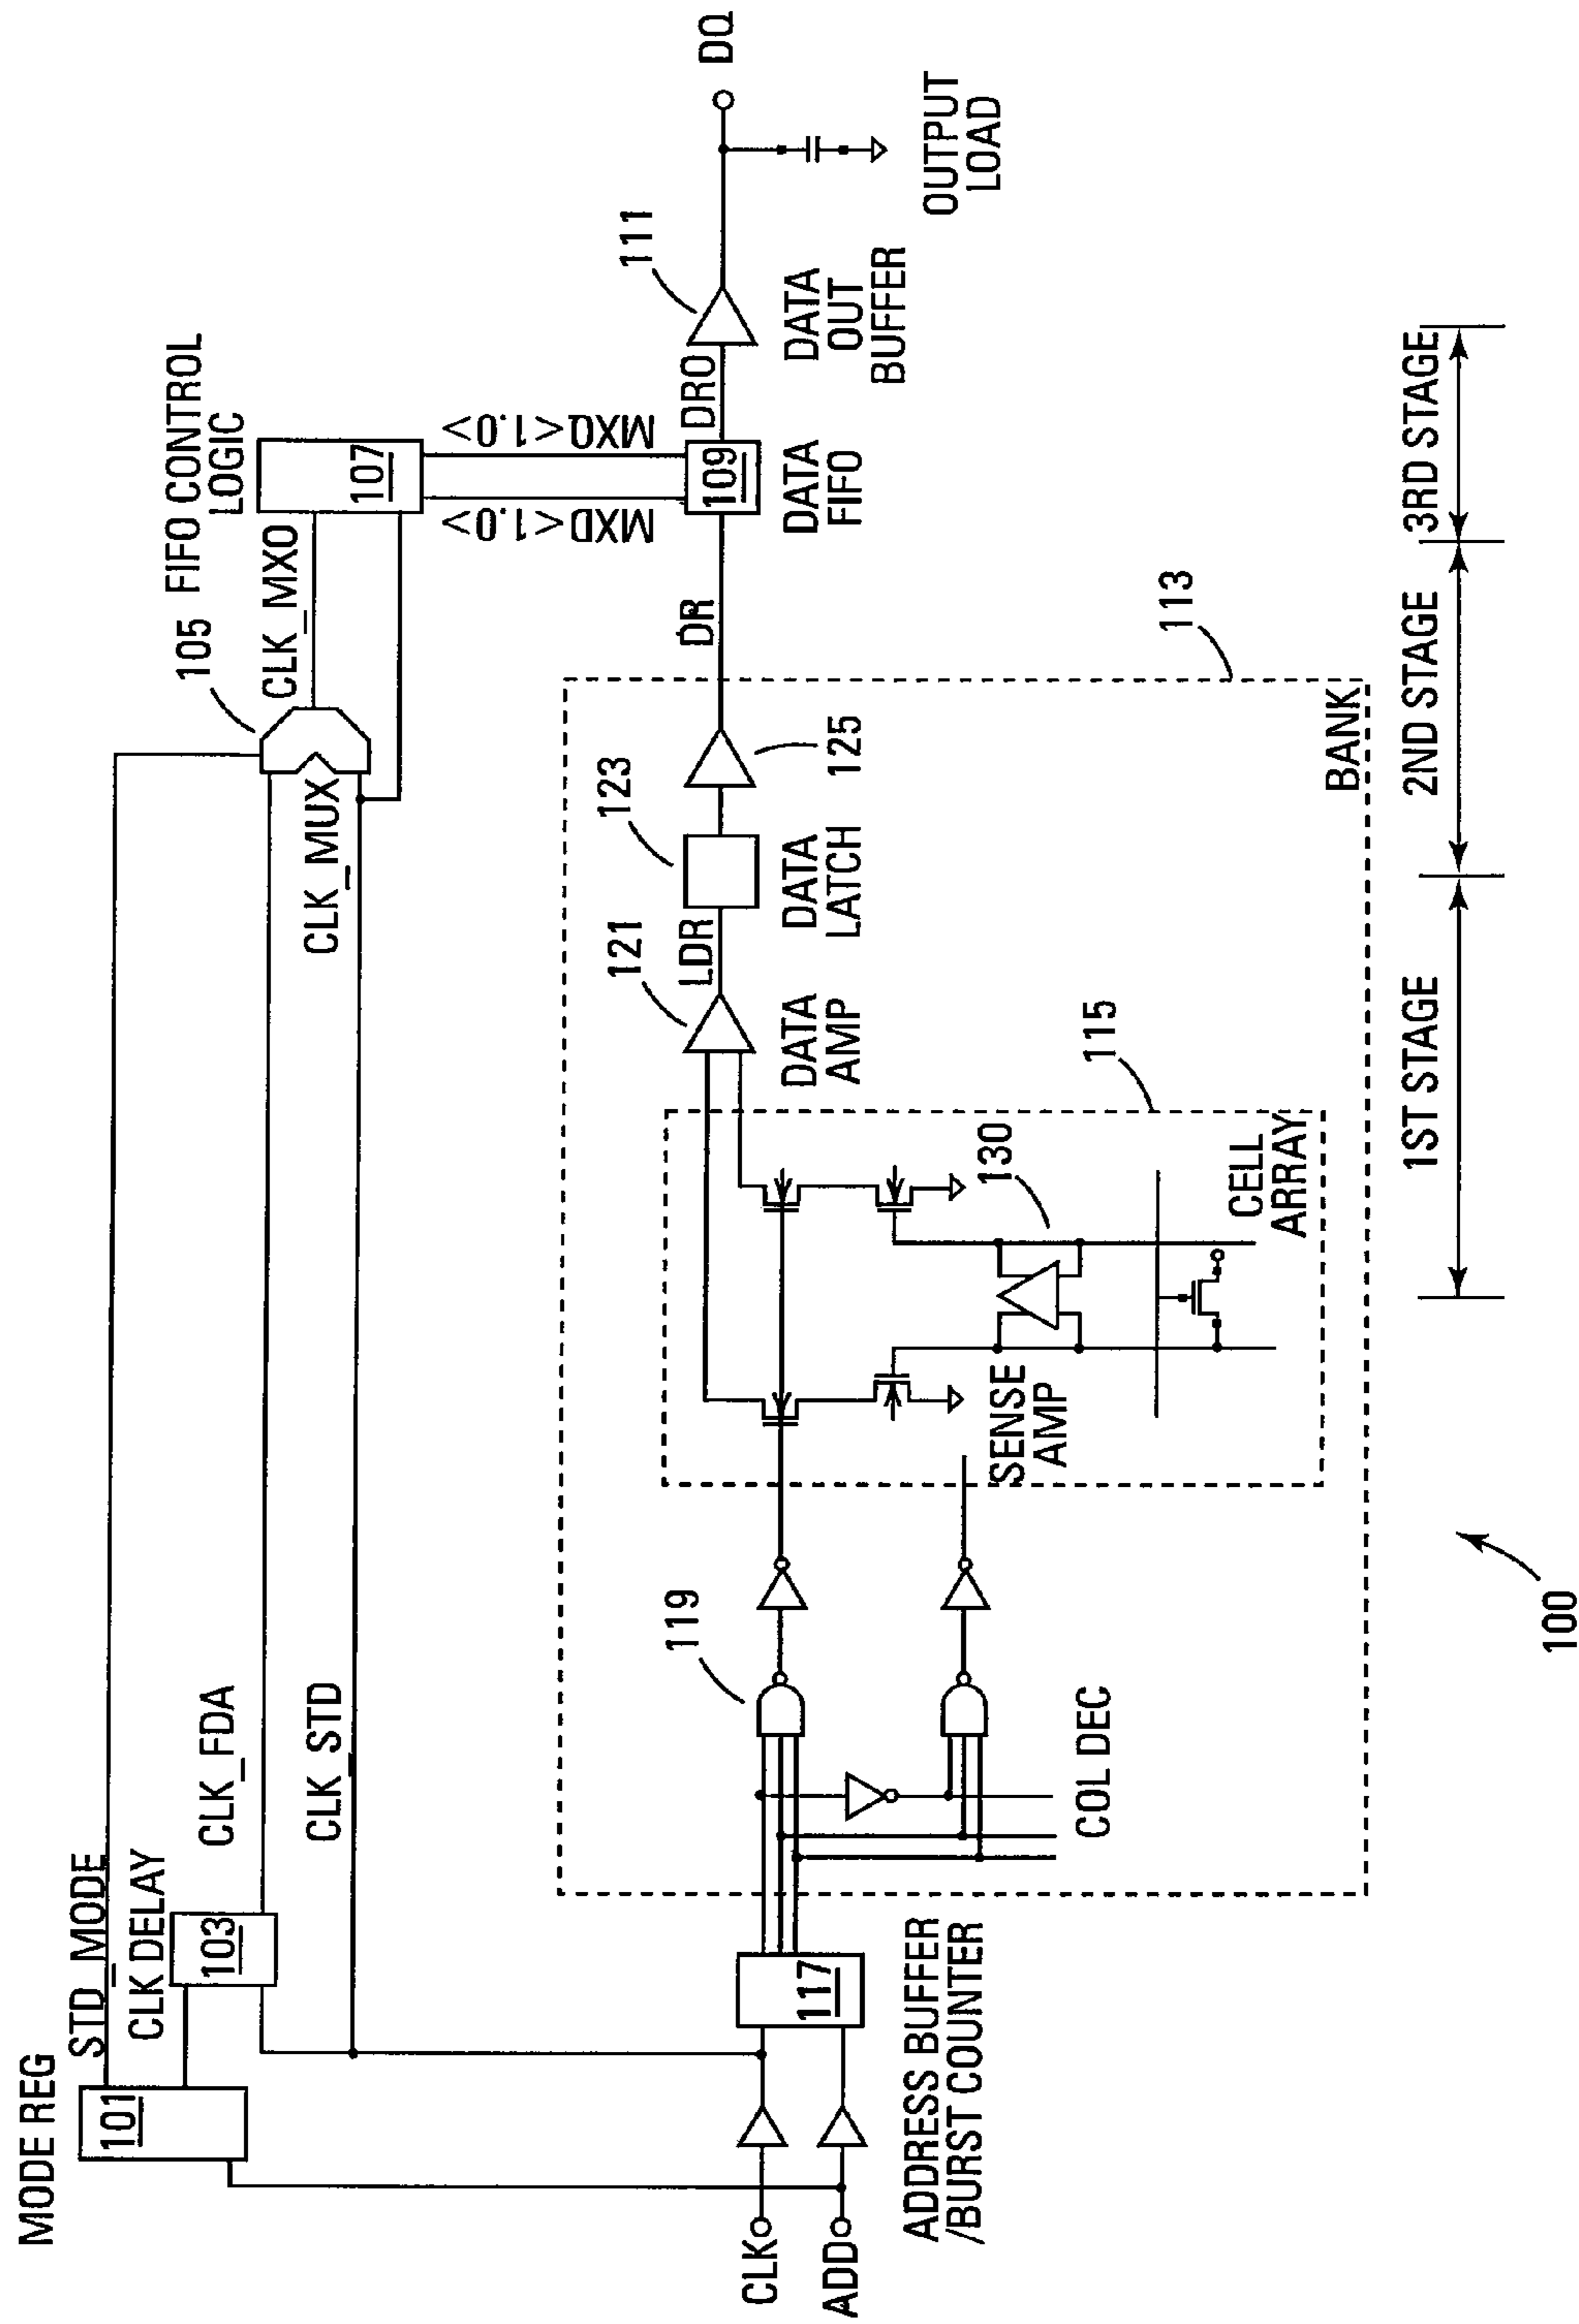 MODE REG
101
STD_MODE
CLK DELAY
103
CLK_FDA
CLK_STD
CLK_MUX
105
CLK_MXO
FIFO CONTROL
LOGIC
107
MXD<1.0>
MXQ<1.0>
CLK
ADD
117
ADDRESS BUFFER
/BURST COUNTER
119
COL DEC
SENSE
AMP
130
CELL
ARRAY
115
121
DATA
AMP
LDR
123
DATA
LATCH
125
BANK
113
DR
109
DATA
FIFO
DRO
111
DATA
OUT
BUFFER
DQ
OUTPUT
LOAD
1ST STAGE
2ND STAGE
3RD STAGE
100